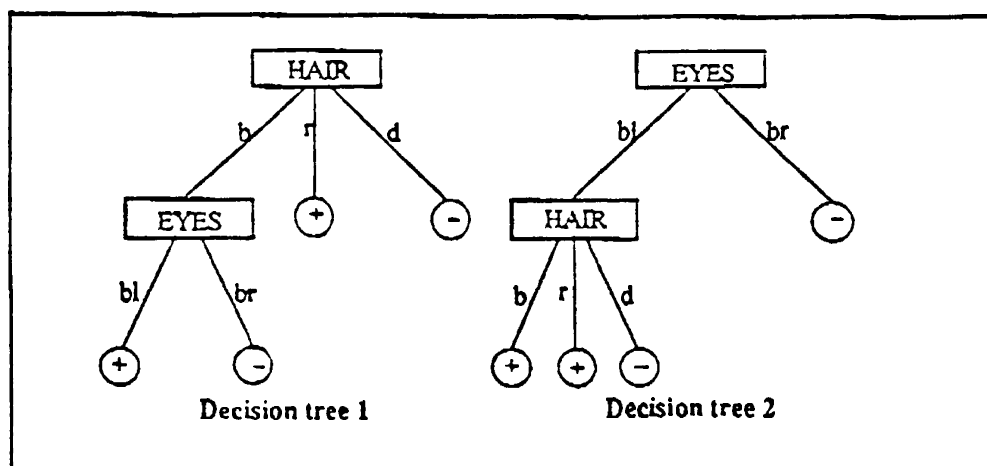 HAIR EYES
b r d bl br
EYES + - HAIR -
bl br b r d
+ - + + -
Decision tree 1 Decision tree 2